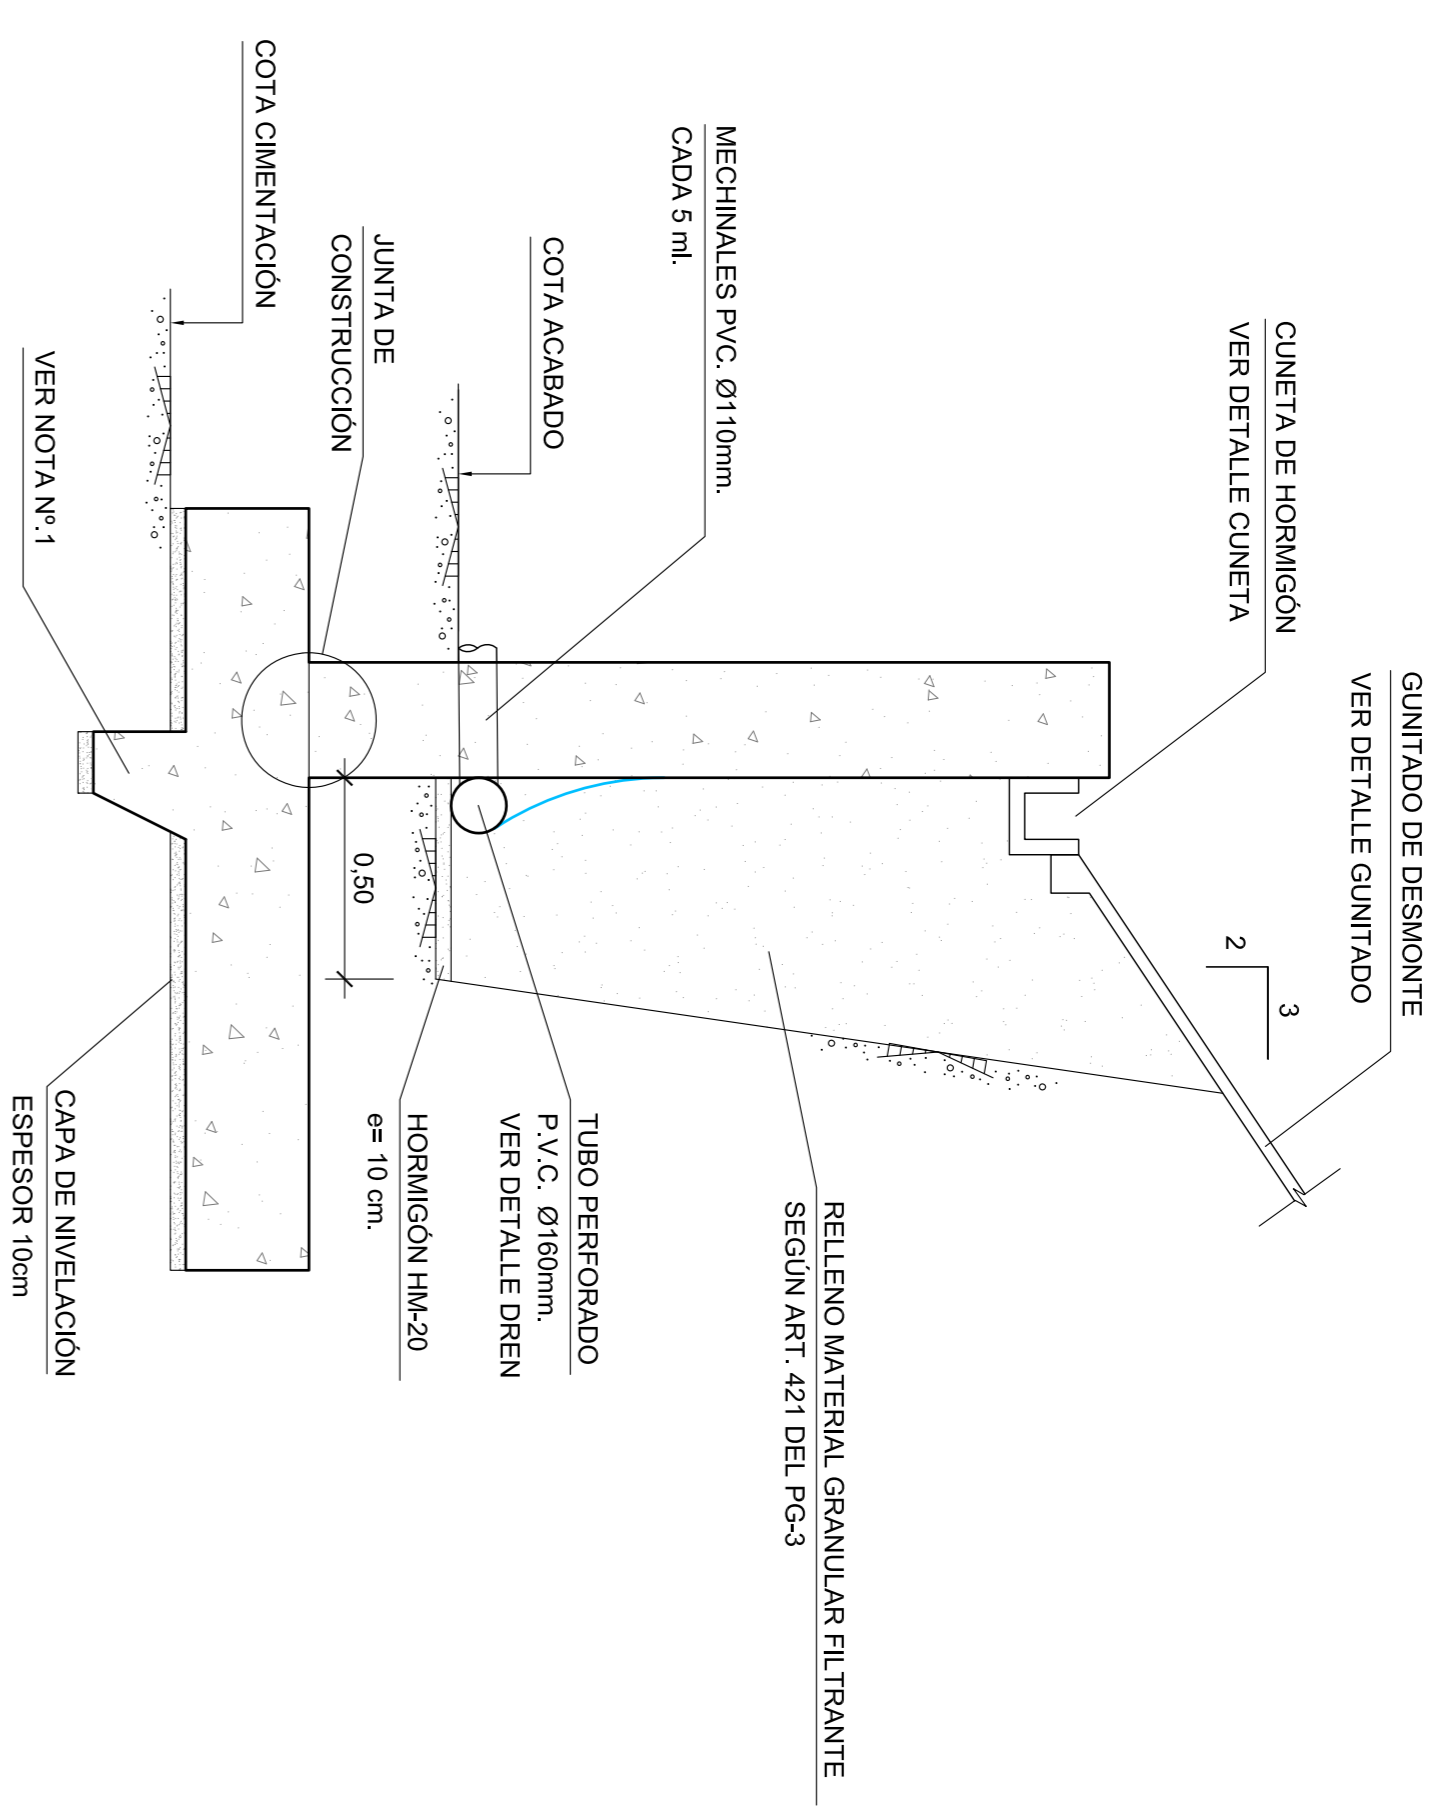 GUNITADO DE DESMONTE
VER DETALLE GUNITADO
CUNETA DE HORMIGÓN
VER DETALLE CUNETA
3
2
MECHINALES PVC. Ø110mm.
CADA 5 ml.
RELLENO MATERIAL GRANULAR FILTRANTE
SEGÚN ART. 421 DEL PG-3
COTA ACABADO
TUBO PERFORADO
P.V.C. Ø160mm.
VER DETALLE DREN
JUNTA DE
CONSTRUCCIÓN
0,50
HORMIGÓN HM-20
e= 10 cm.
COTA CIMENTACIÓN
VER NOTA Nº.1
CAPA DE NIVELACIÓN
ESPESOR 10cm